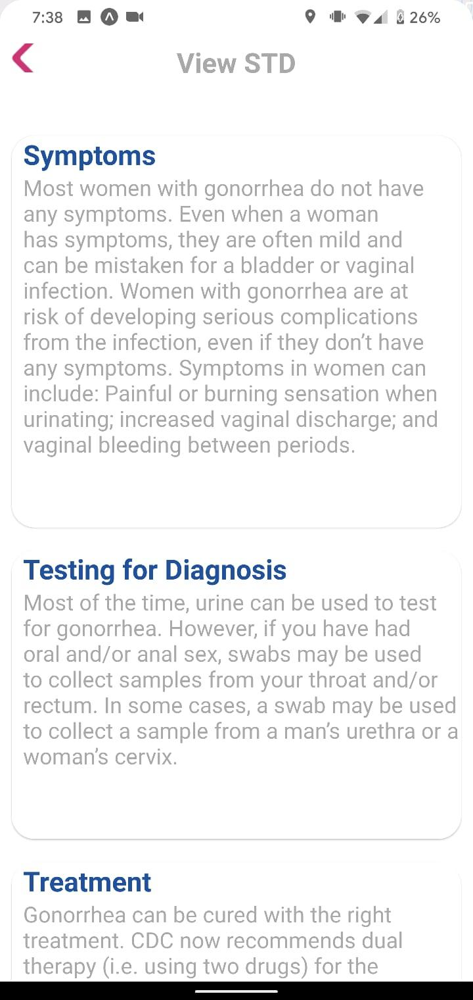 7:38
26%
View STD
Symptoms
Most women with gonorrhea do not have
any symptoms. Even when a woman
has symptoms, they are often mild and
can be mistaken for a bladder or vaginal
infection. Women with gonorrhea are at
risk of developing serious complications
from the infection, even if they don’t have
any symptoms. Symptoms in women can
include: Painful or burning sensation when
urinating; increased vaginal discharge; and
vaginal bleeding between periods.
Testing for Diagnosis
Most of the time, urine can be used to test
for gonorrhea. However, if you have had
oral and/or anal sex, swabs may be used
to collect samples from your throat and/or
rectum. In some cases, a swab may be used
to collect a sample from a man’s urethra or a
woman’s cervix.
Treatment
Gonorrhea can be cured with the right
treatment. CDC now recommends dual
therapy (i.e. using two drugs) for the